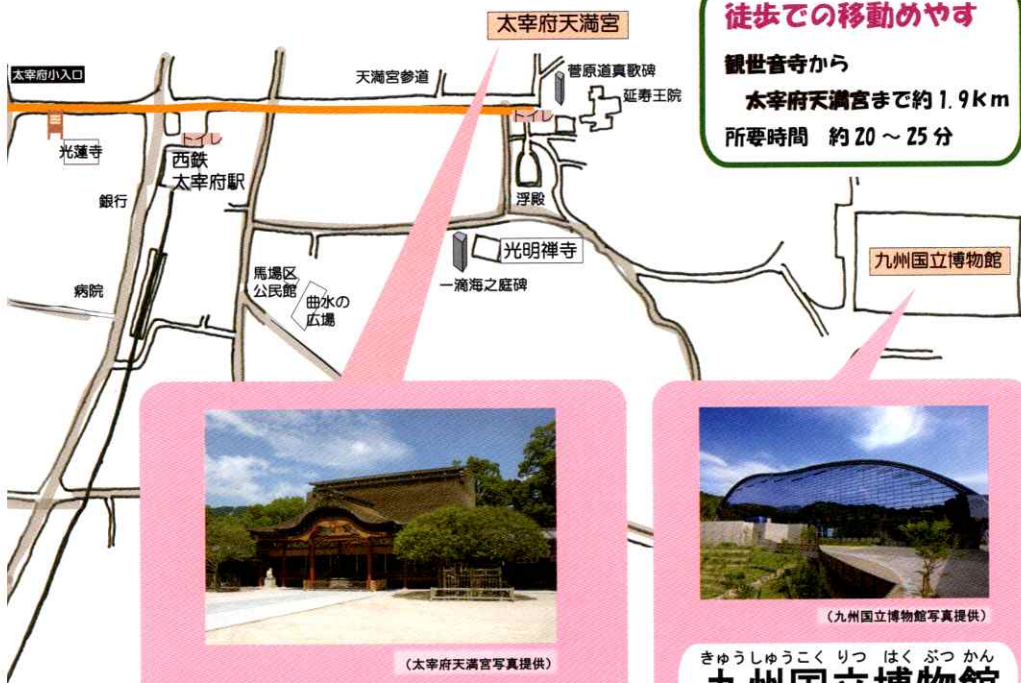 太宰府天満宮
徒歩での移動めやす
観世音寺から
太宰府天満宮まで約1.9km
所要時間 約20～25分
太宰府小入口
天満宮参道
菅原道真歌碑
延寿王院
トイレ
トイレ
光蓮寺
西鉄
太宰府駅
浮殿
銀行
光明禅寺
九州国立博物館
一滴海之庭碑
馬場区
公民館
曲水の
広場
病院
(太宰府天満宮写真提供)
(九州国立博物館写真提供)
きゅうしゅうこく りつ はく ぶつ かん
九州国立博物館